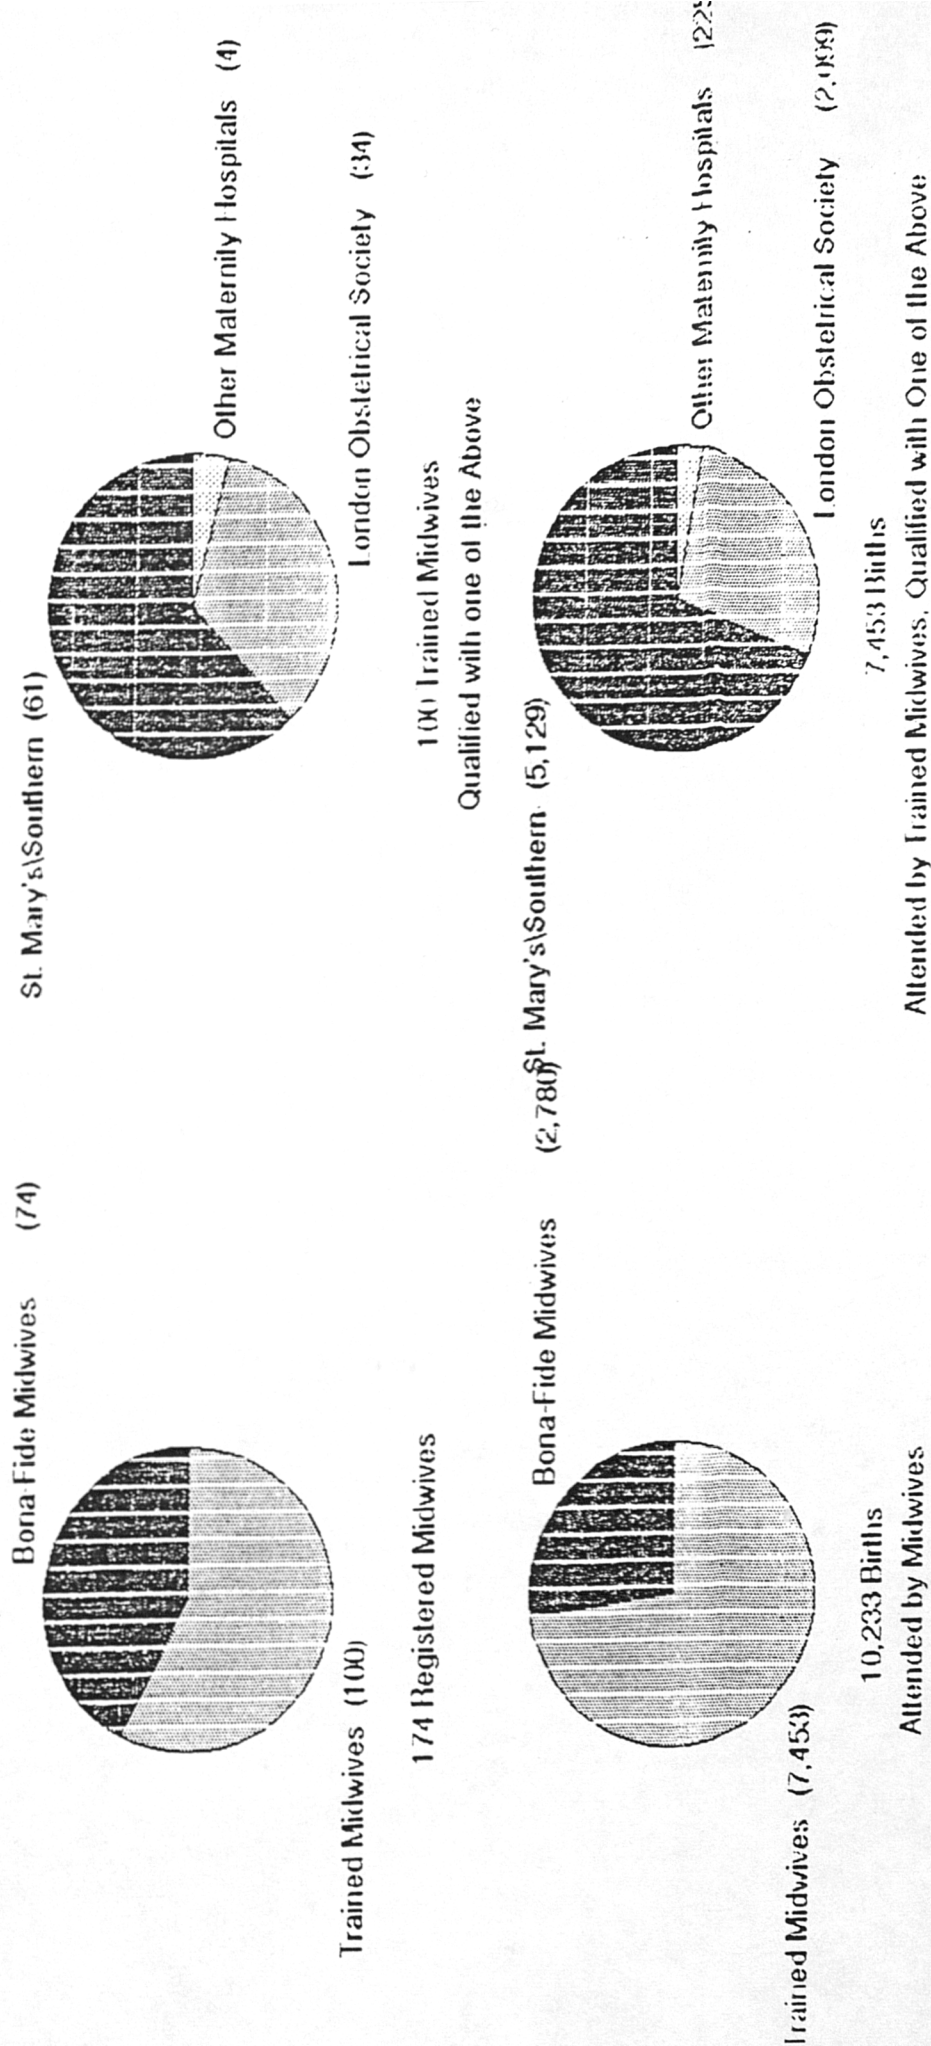 Bona-Fide Midwives (74)
Trained Midwives (100)
174 Registered Midwives
St. Mary's\Southern (61)
Other Maternity Hospitals (4)
London Obstetrical Society (34)
100 Trained Midwives
Qualified with one of the Above
Bona-Fide Midwives (2,780)
Trained Midwives (7,453)
10,233 Births
Attended by Midwives
St. Mary's\Southern (5,129)
Other Maternity Hospitals
London Obstetrical Society (2,099)
7,453 Births
Attended by Trained Midwives, Qualified with One of the Above